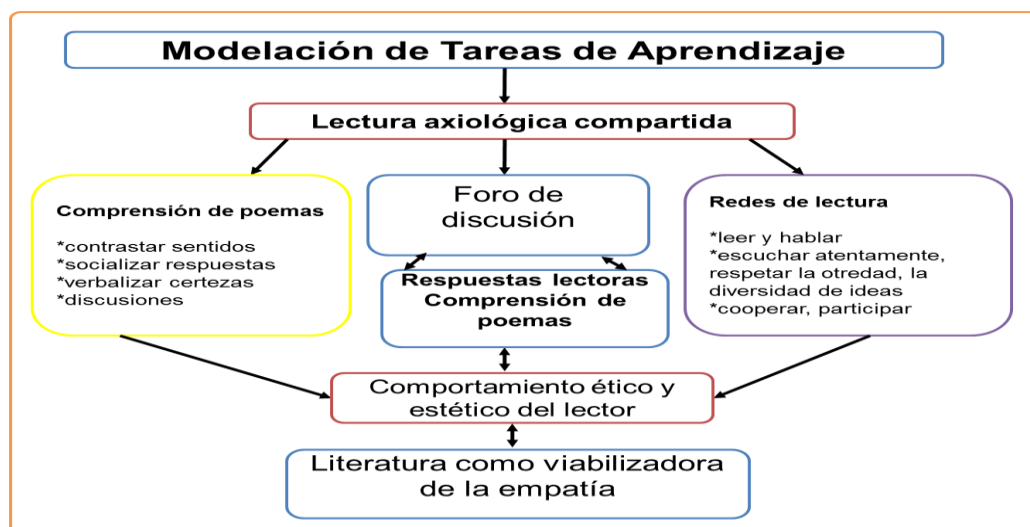 Modelación de Tareas de Aprendizaje
Lectura axiológica compartida
Comprensión de poemas
*contrastar sentidos
*socializar respuestas
*verbalizar certezas
*discusiones
Foro de
discusión
Respuestas lectoras
Comprensión de
poemas
Redes de lectura
*leer y hablar
*escuchar atentamente,
respetar la otredad, la
diversidad de ideas
*cooperar, participar
Comportamiento ético y
estético del lector
Literatura como viabilizadora
de la empatía